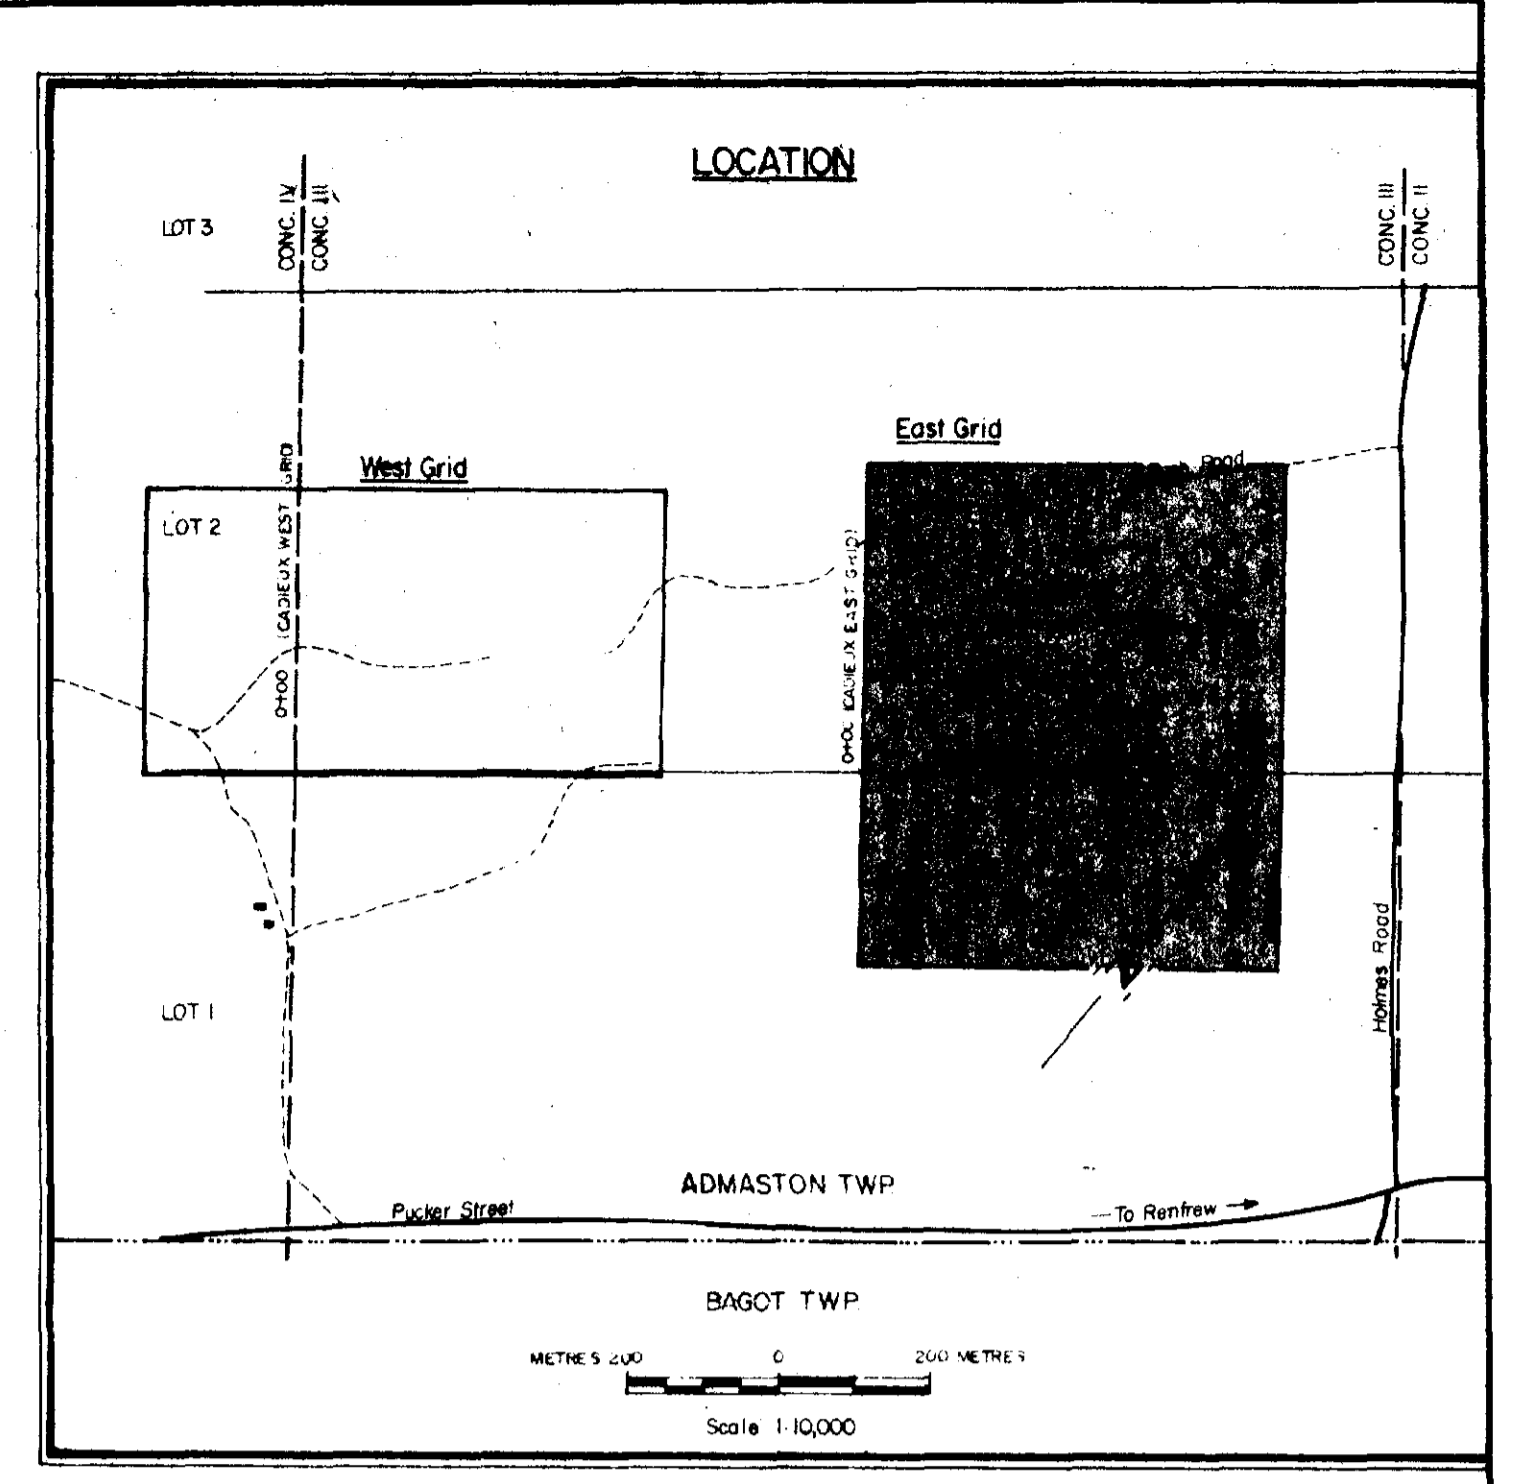 LOCATION
LOT 3
CONC. IV
CONC. III
CONC. III
CONC. II
East Grid
West Grid
Road
LOT 2
0+00 (CADIEUX WEST GRID)
0+00 (CADIEUX EAST GRID)
Holmes Road
LOT 1
ADMASTON TWP.
Pucker Street
To Renfrew
BAGOT TWP.
METRES 200 0 200 METRES
Scale 1:10,000